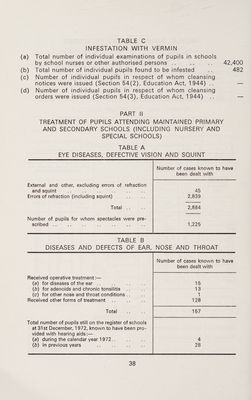 TABLE C
INFESTATION WITH VERMIN
(a) Total number of individual examinations of pupils in schools
by school nurses or other authorised persons .. .. .. 42,400
(b) Total number of individual pupils found to be infested .. 482
(c) Number of individual pupils in respect of whom cleansing
notices were issued (Section 54(2), Education Act, 1944) .. —
(d) Number of individual pupils in respect of whom cleansing
orders were issued (Section 54(3), Education Act, 1944) .. —
PART II
TREATMENT OF PUPILS ATTENDING MAINTAINED PRIMARY
AND SECONDARY SCHOOLS (INCLUDING NURSERY AND
SPECIAL SCHOOLS)
TABLE A
EYE DISEASES, DEFECTIVE VISION AND SQUINT
Number of cases known to have
been dealt with
External and other, excluding errors of refraction
and squint 45
Errors of refraction (including squint) .. .. 2,839
Total .. .. 2,884
Number of pupils for whom spectacles were pre-
scribed .. .. .. .. .. .. 1,225
TABLE B
DISEASES AND DEFECTS OF EAR, NOSE AND THROAT
Number of cases known to have
been dealt with
Received operative treatment :—
(a) for diseases of the ear .. .. .. 15
(b) for adenoids and chronic tonsilitis .. .. 13
(c) for other nose and throat conditions .. .. 1
Received other forms of treatment .. .. .. 128
Total .. .. 157
Total number of pupils still on the register of schools
at 31st December, 1972, known to have been pro-
vided with hearing aids :—
(a) during the calendar year 1972 .. .. .. 4
(b) in previous years .. .. .. 28
38